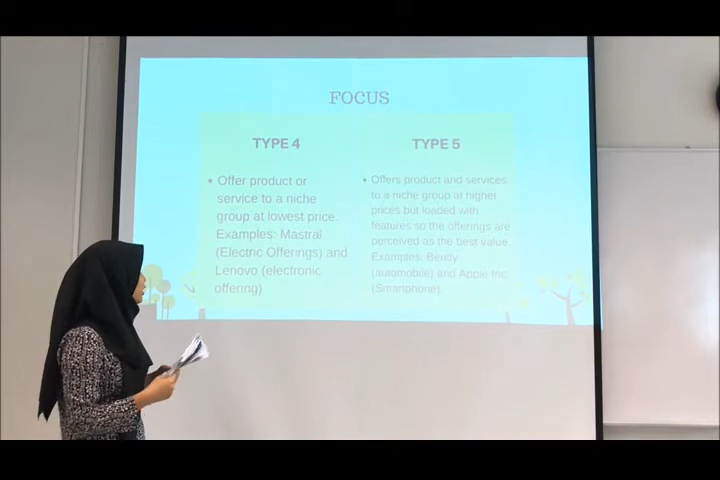 FOCUS
TYPE 4
• Offer product or
service to a niche
group at lowest price.
Examples: Mastral
(Electric Offerings) and
Lenovo (electronic
offering)
TYPE 5
• Offers product and services
to a niche group at higher
prices but loaded with
features so the offerings are
perceived as the best value.
Examples: Bently
(automobile) and Apple Inc.
(Smartphone).